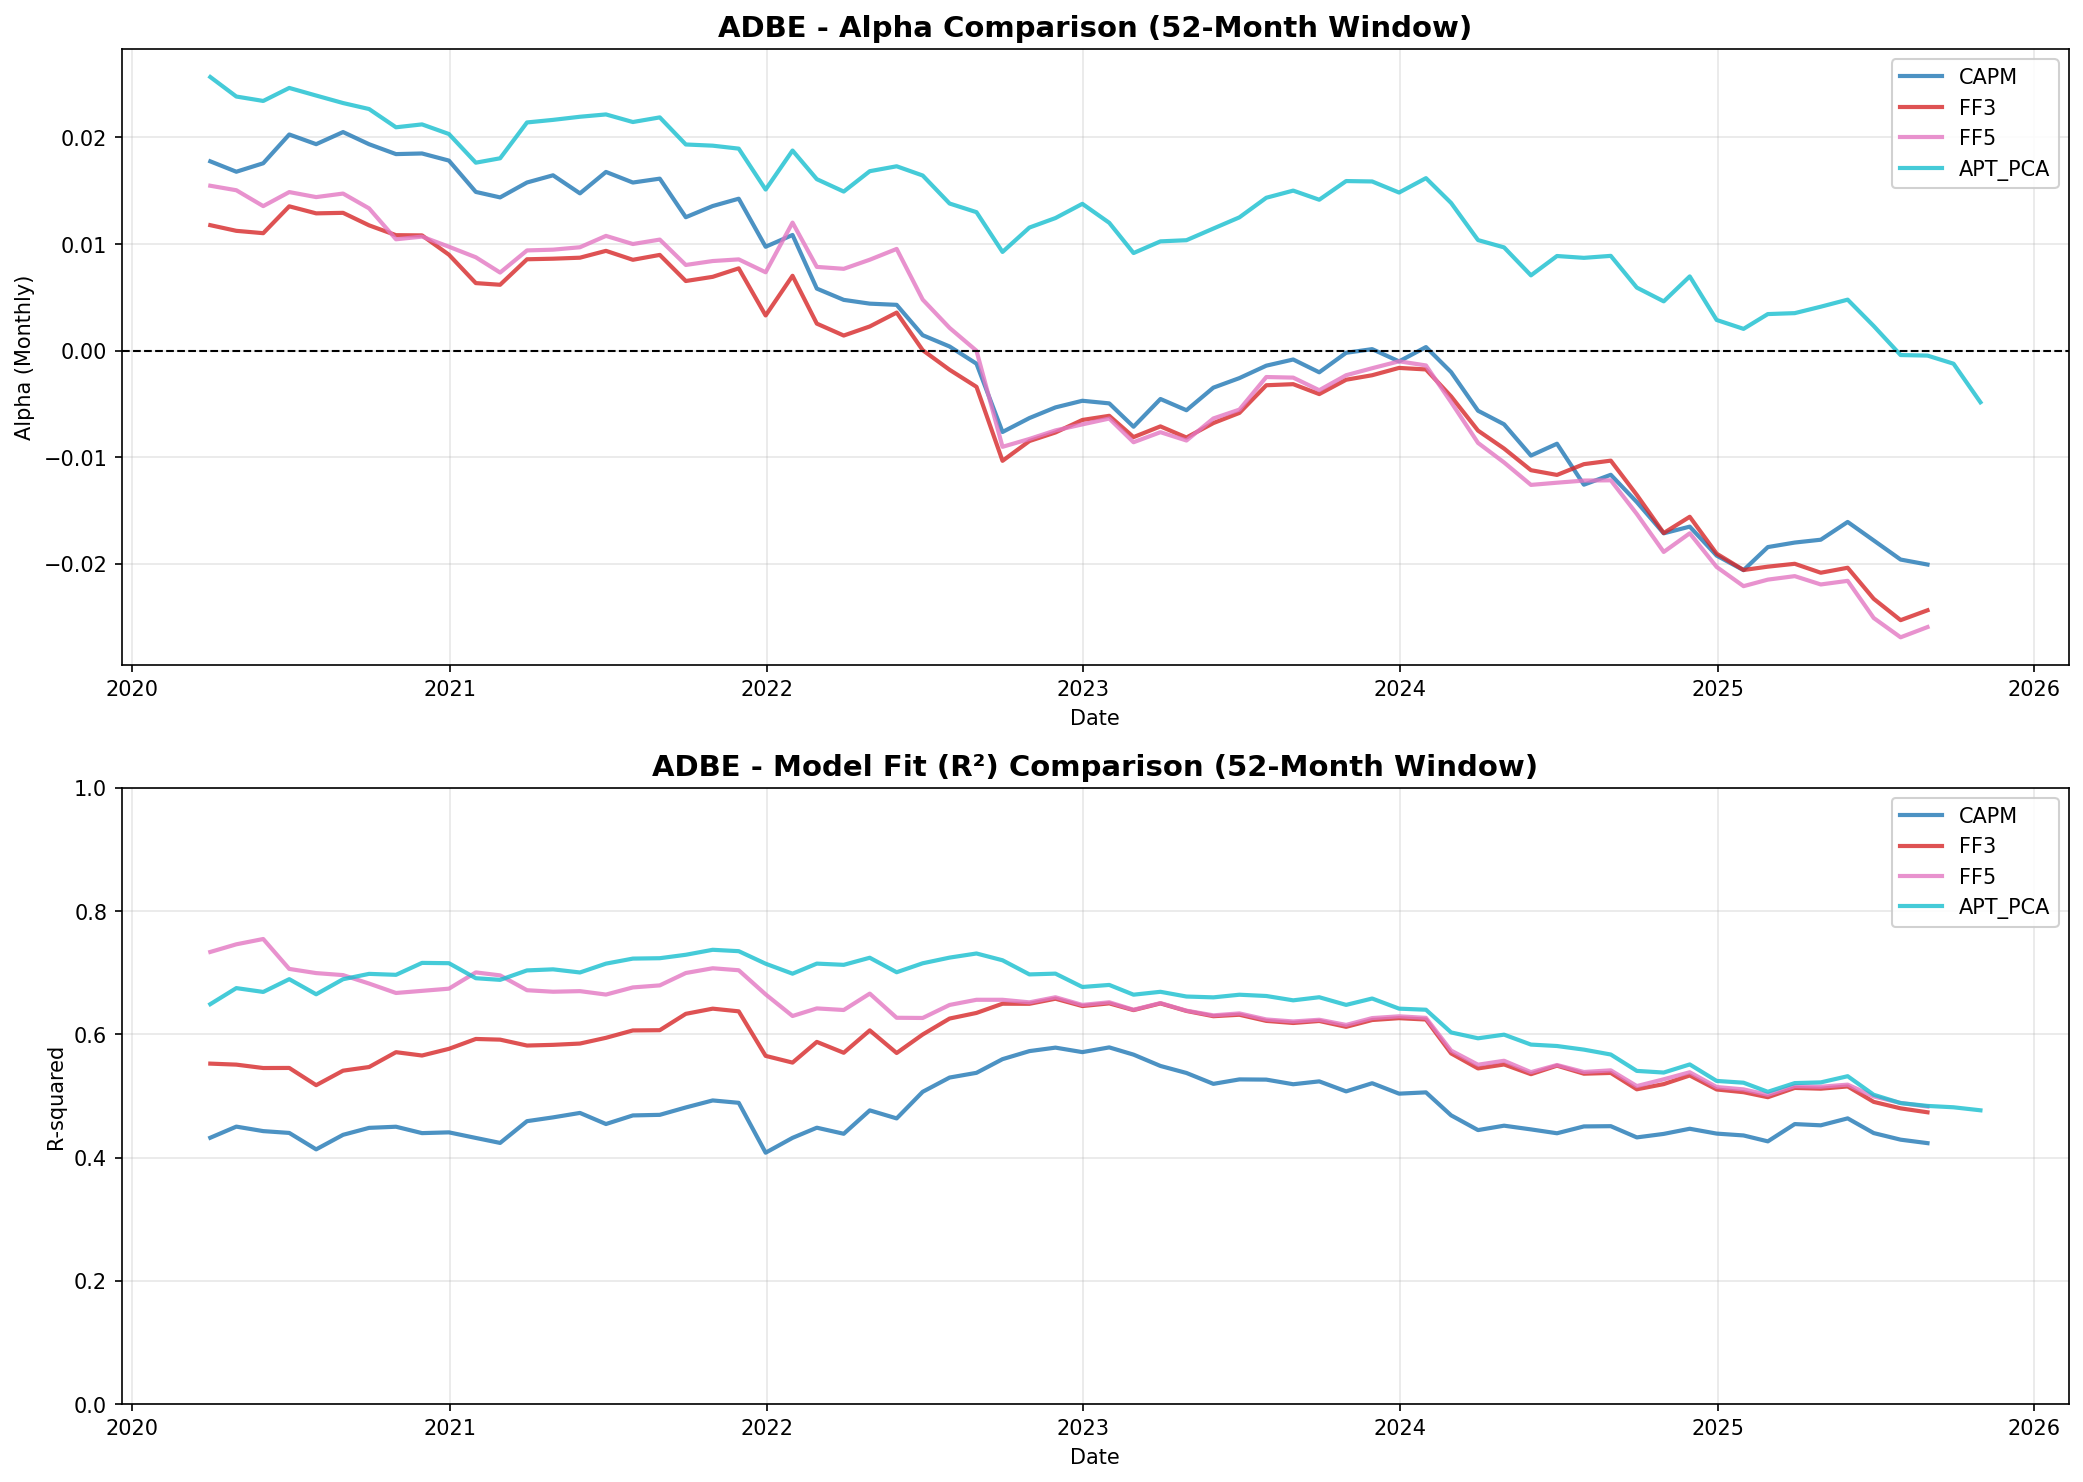 ADBE - Alpha Comparison (52-Month Window)
CAPM
FF3
FF5
APT_PCA
Alpha (Monthly)
0.02
0.01
0.00
−0.01
−0.02
2020 2021 2022 2023 2024 2025 2026
Date
ADBE - Model Fit (R²) Comparison (52-Month Window)
CAPM
FF3
FF5
APT_PCA
R-squared
1.0
0.8
0.6
0.4
0.2
0.0
2020 2021 2022 2023 2024 2025 2026
Date